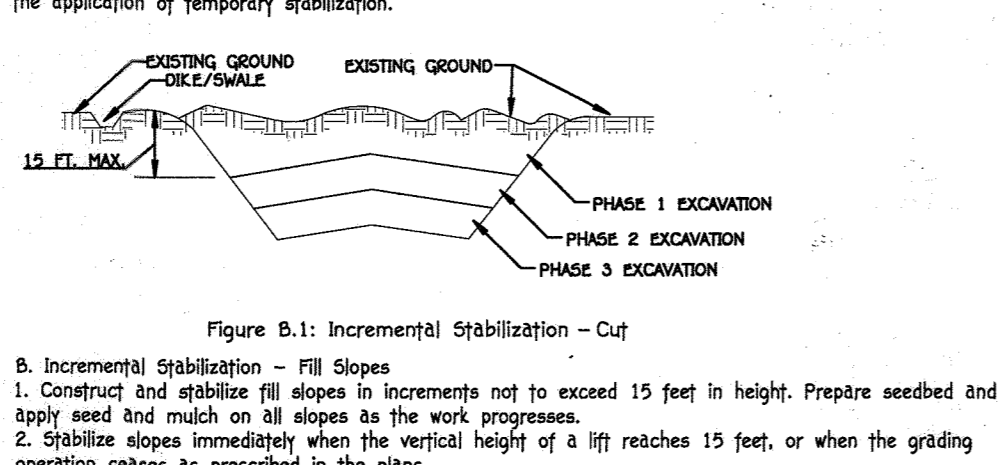 the application of temporary stabilization.
EXISTING GROUND
DIKE/SWALE
EXISTING GROUND
15 FT. MAX.
PHASE 1 EXCAVATION
PHASE 2 EXCAVATION
PHASE 3 EXCAVATION
Figure B.1: Incremental Stabilization – Cut
B. Incremental Stabilization – Fill Slopes
1. Construct and stabilize fill slopes in increments not to exceed 15 feet in height. Prepare seedbed and
apply seed and mulch on all slopes as the work progresses.
2. Stabilize slopes immediately when the vertical height of a lift reaches 15 feet, or when the grading
operation ceases as prescribed in the plans.